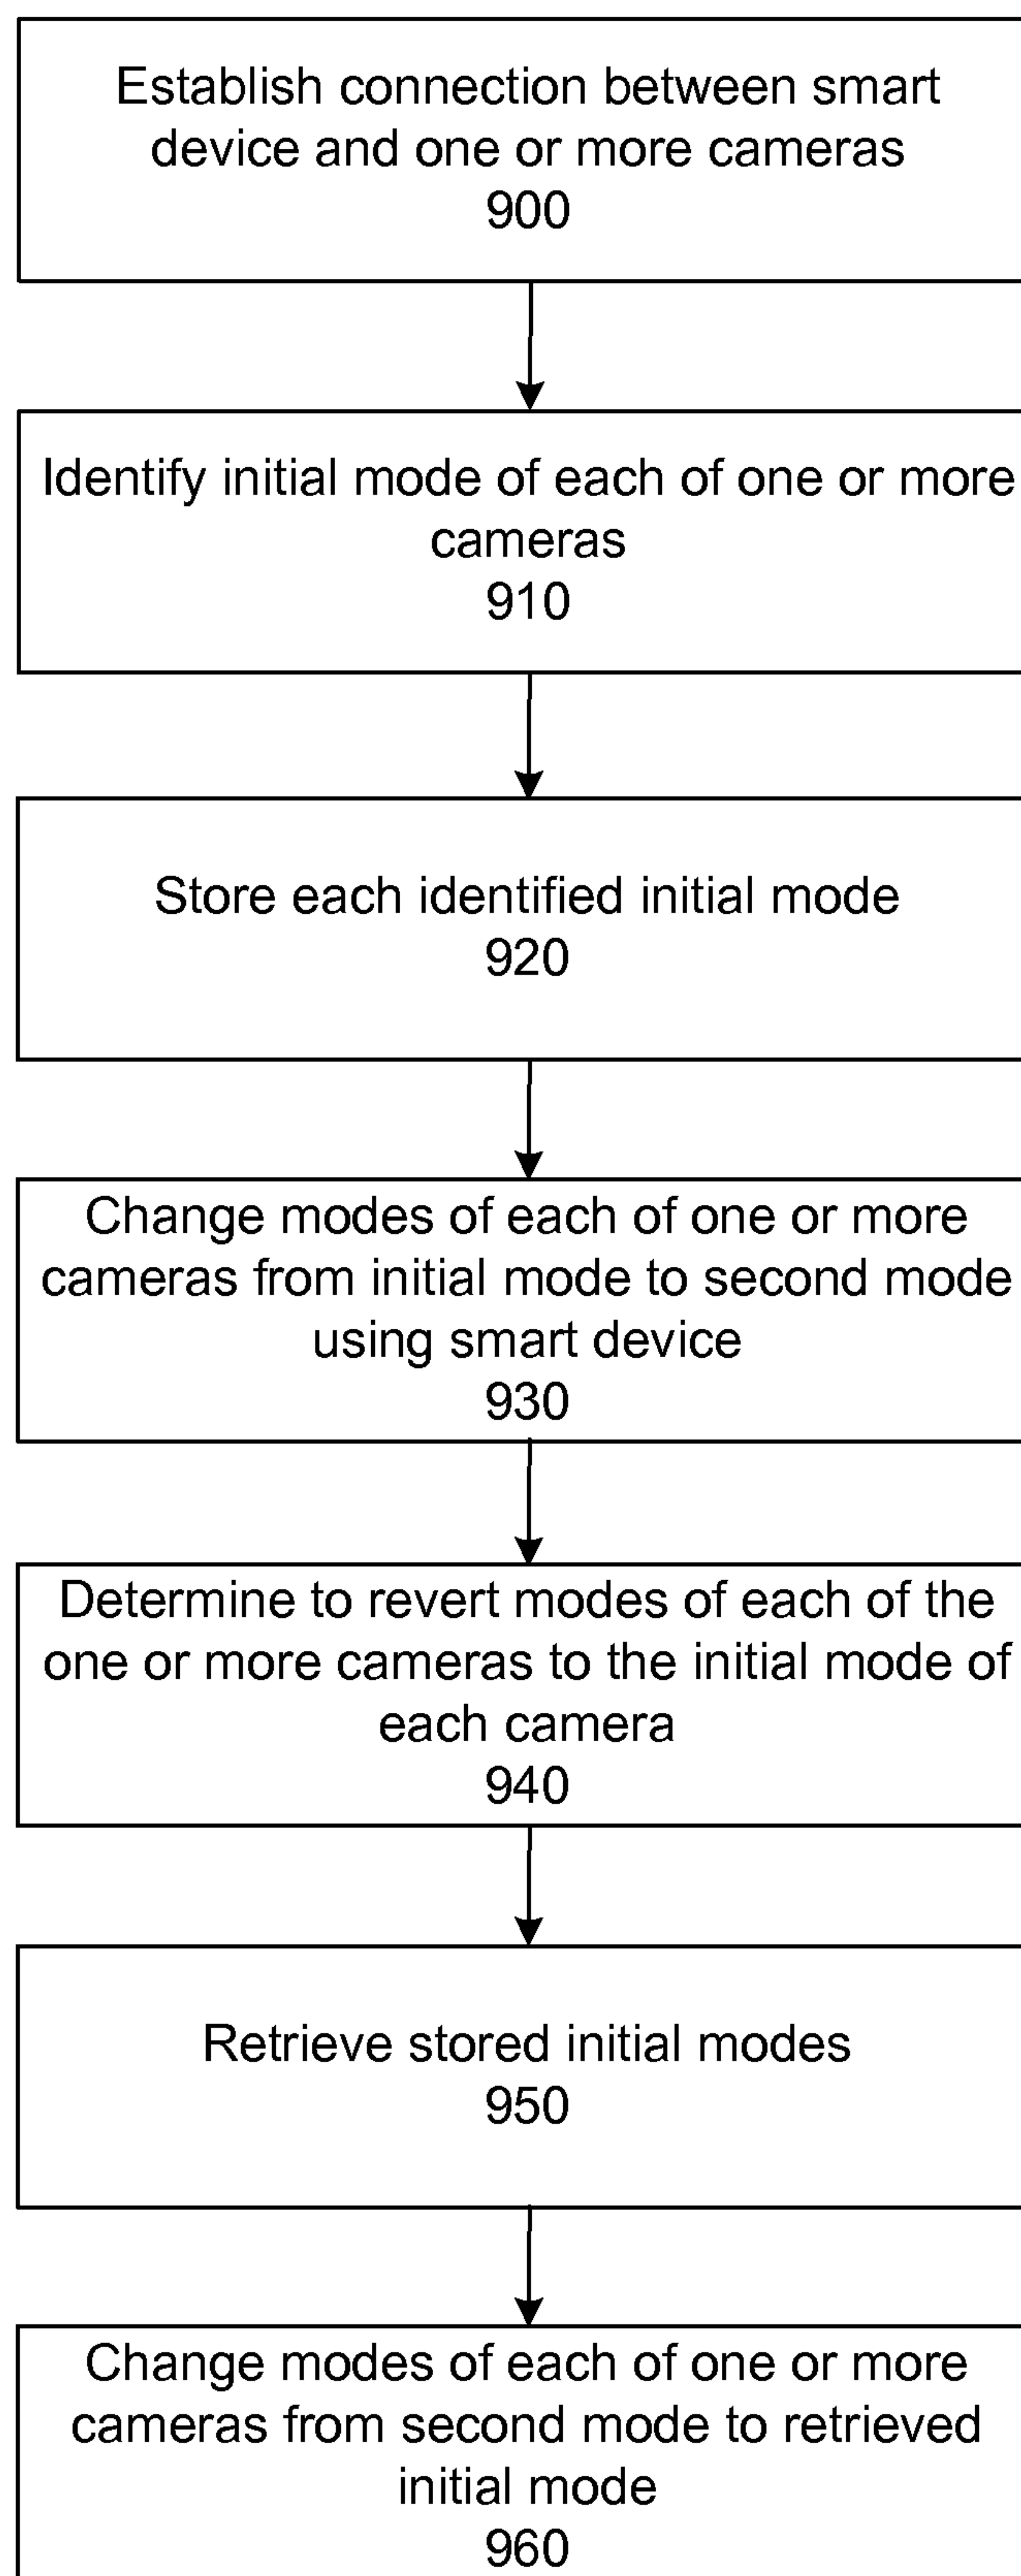 Establish connection between smart
device and one or more cameras
900
Identify initial mode of each of one or more
cameras
910
Store each identified initial mode
920
Change modes of each of one or more
cameras from initial mode to second mode
using smart device
930
Determine to revert modes of each of the
one or more cameras to the initial mode of
each camera
940
Retrieve stored initial modes
950
Change modes of each of one or more
cameras from second mode to retrieved
initial mode
960